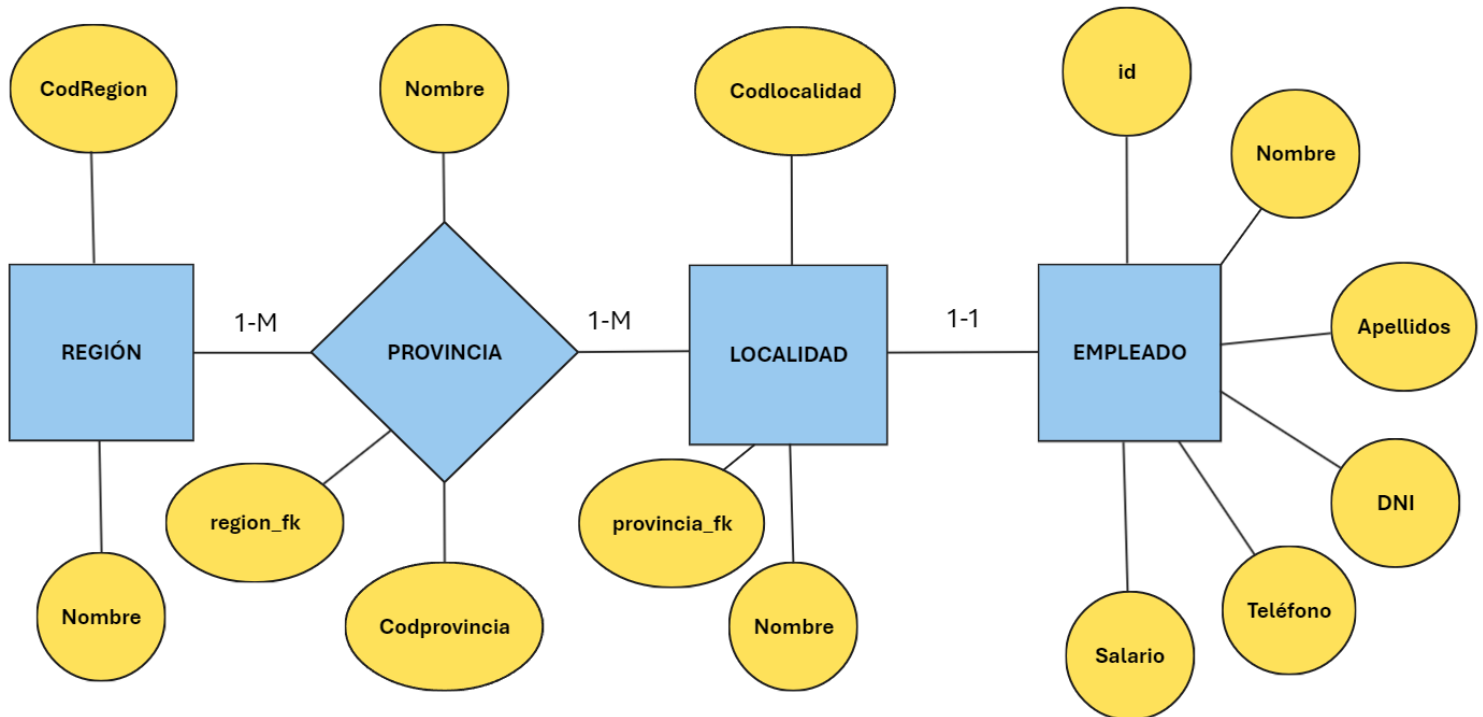 CodRegion
Nombre
Codlocalidad
id
Nombre
Apellidos
1-M
1-M
1-1
REGIÓN
PROVINCIA
LOCALIDAD
EMPLEADO
region_fk
provincia_fk
DNI
Nombre
Codprovincia
Nombre
Teléfono
Salario